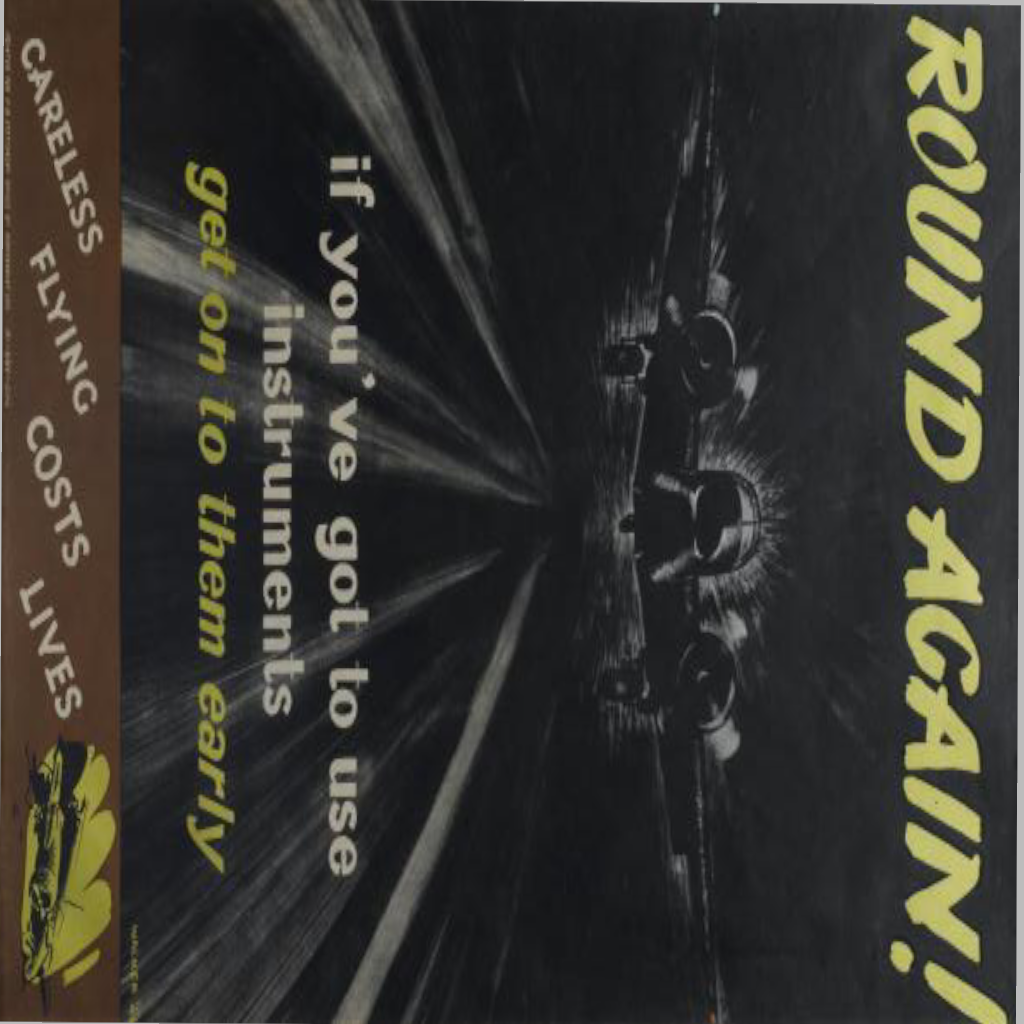 ROUND AGAIN!
if you've got to use
instruments
get on to them early
CARELESS FLYING COSTS LIVES